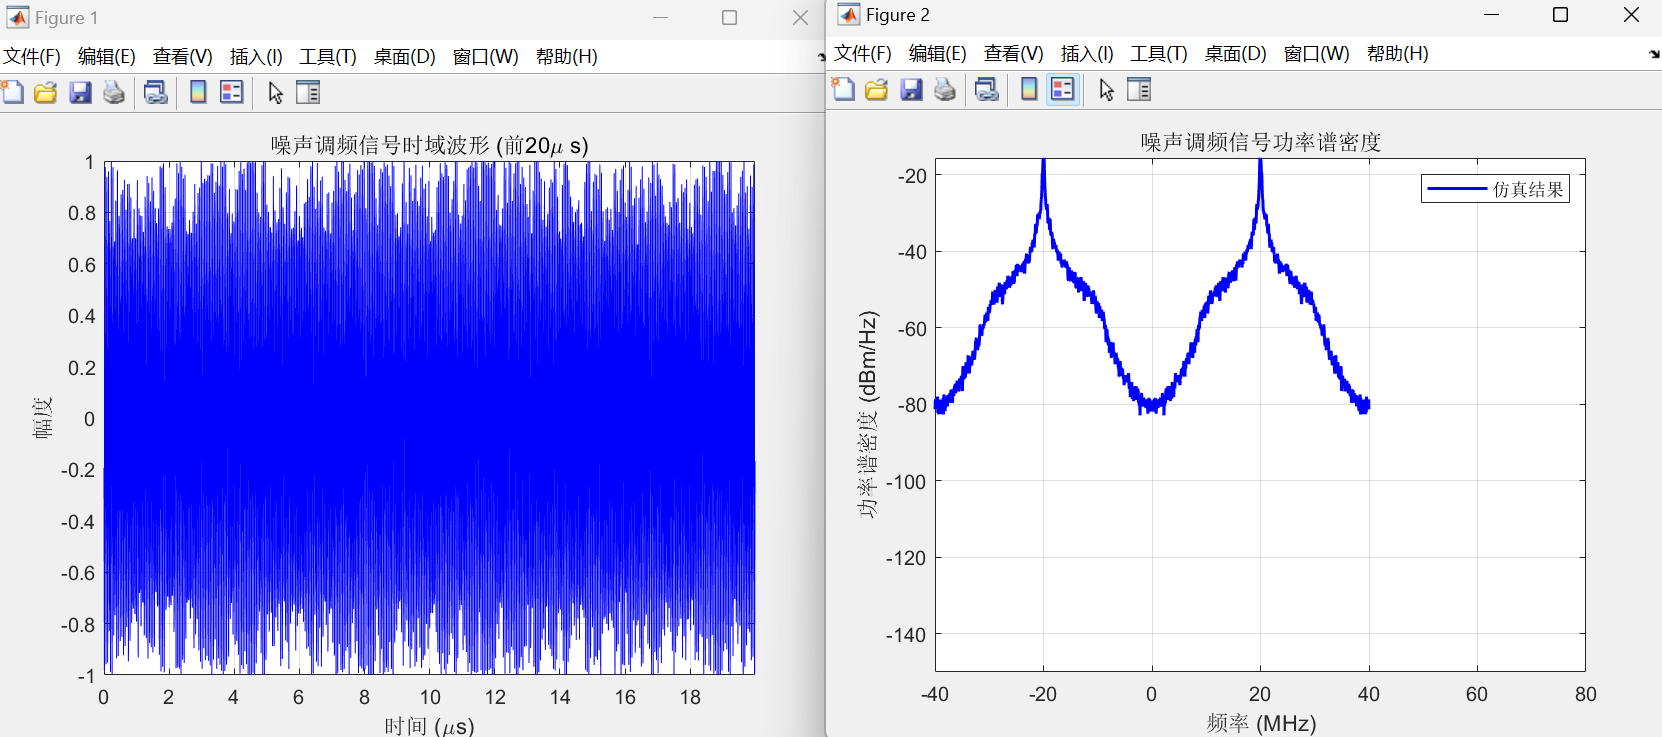 Figure 1
文件(F) 编辑(E) 查看(V) 插入(I) 工具(T) 桌面(D) 窗口(W) 帮助(H)
噪声调频信号时域波形 (前20μ s)
1
0.8
0.6
0.4
0.2
0
-0.2
-0.4
-0.6
-0.8
-1
幅度
0 2 4 6 8 10 12 14 16 18
时间 (μs)
Figure 2
文件(F) 编辑(E) 查看(V) 插入(I) 工具(T) 桌面(D) 窗口(W) 帮助(H)
噪声调频信号功率谱密度
仿真结果
-20
-40
-60
-80
-100
-120
-140
功率谱密度 (dBm/Hz)
-40 -20 0 20 40 60 80
频率 (MHz)